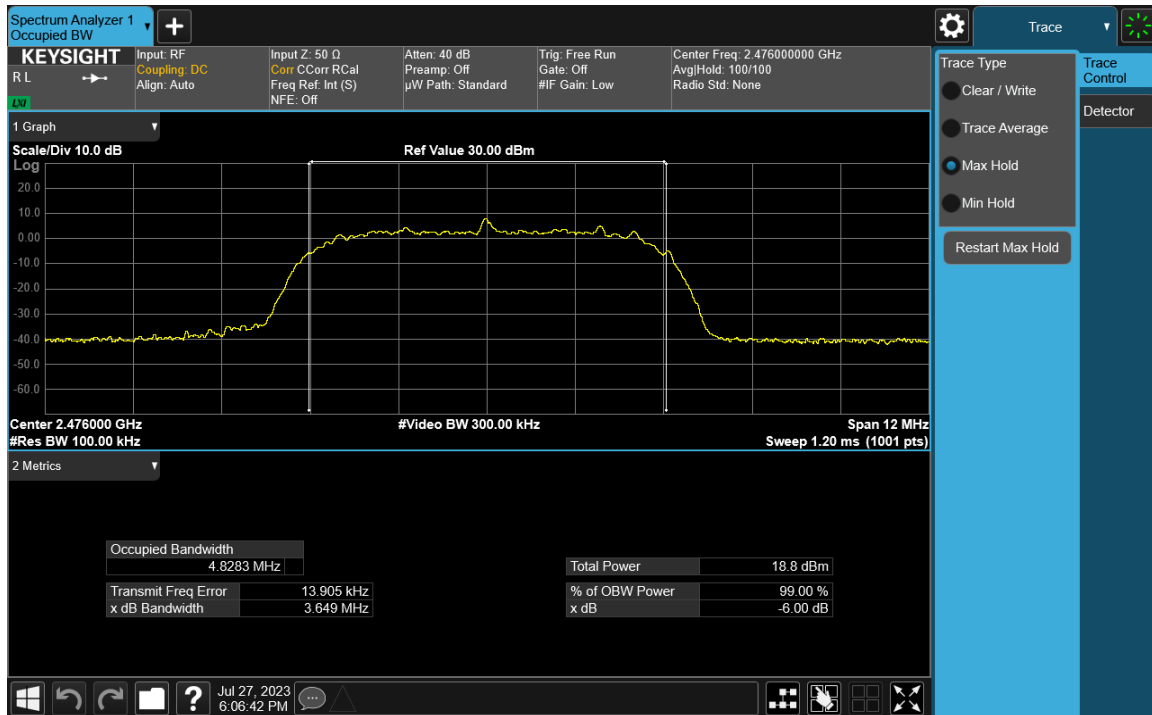 Spectrum Analyzer 1
Occupied BW
Trace
KEYSIGHT
R L
LXI
Input: RF
Coupling: DC
Align: Auto
Input Z: 50 Ω
Corr CCorr RCal
Freq Ref: Int (S)
NFE: Off
Atten: 40 dB
Preamp: Off
µW Path: Standard
Trig: Free Run
Gate: Off
#IF Gain: Low
Center Freq: 2.476000000 GHz
Avg|Hold: 100/100
Radio Std: None
Trace Type
Clear / Write
Trace Average
Max Hold
Min Hold
Restart Max Hold
Trace
Control
Detector
1 Graph
Scale/Div 10.0 dB
Ref Value 30.00 dBm
Log
20.0
10.0
0.00
-10.0
-20.0
-30.0
-40.0
-50.0
-60.0
Center 2.476000 GHz
#Video BW 300.00 kHz
Span 12 MHz
#Res BW 100.00 kHz
Sweep 1.20 ms (1001 pts)
2 Metrics
Occupied Bandwidth
4.8283 MHz
Transmit Freq Error 13.905 kHz
x dB Bandwidth 3.649 MHz
Total Power 18.8 dBm
% of OBW Power 99.00 %
x dB -6.00 dB
Jul 27, 2023
6:06:42 PM